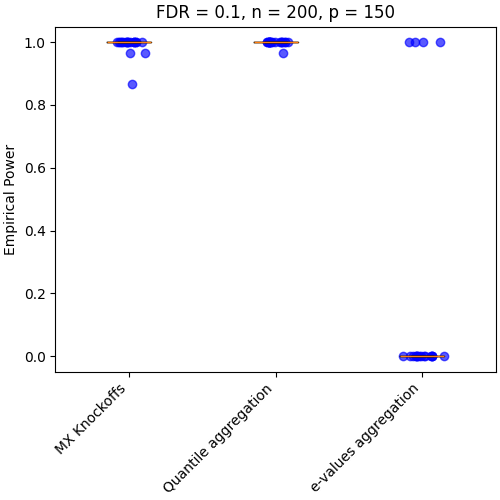 FDR = 0.1, n = 200, p = 150
1.0
0.8
0.6
0.4
0.2
0.0
Empirical Power
MX Knockoffs
Quantile aggregation
e-values aggregation